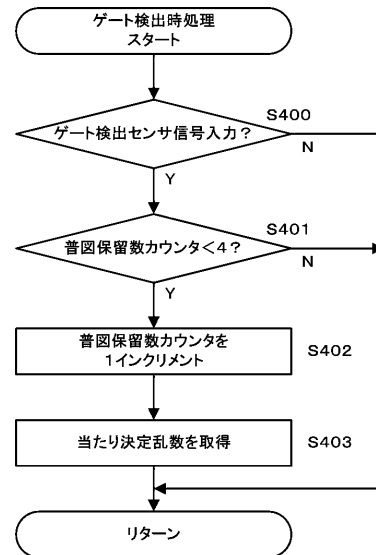 ゲート検出時処理
スタート
S400
ゲート検出センサ信号入力？
N
Y
S401
普図保留数カウンタ＜4？
N
Y
普図保留数カウンタを
1インクリメント
S402
当たり決定乱数を取得
S403
リターン